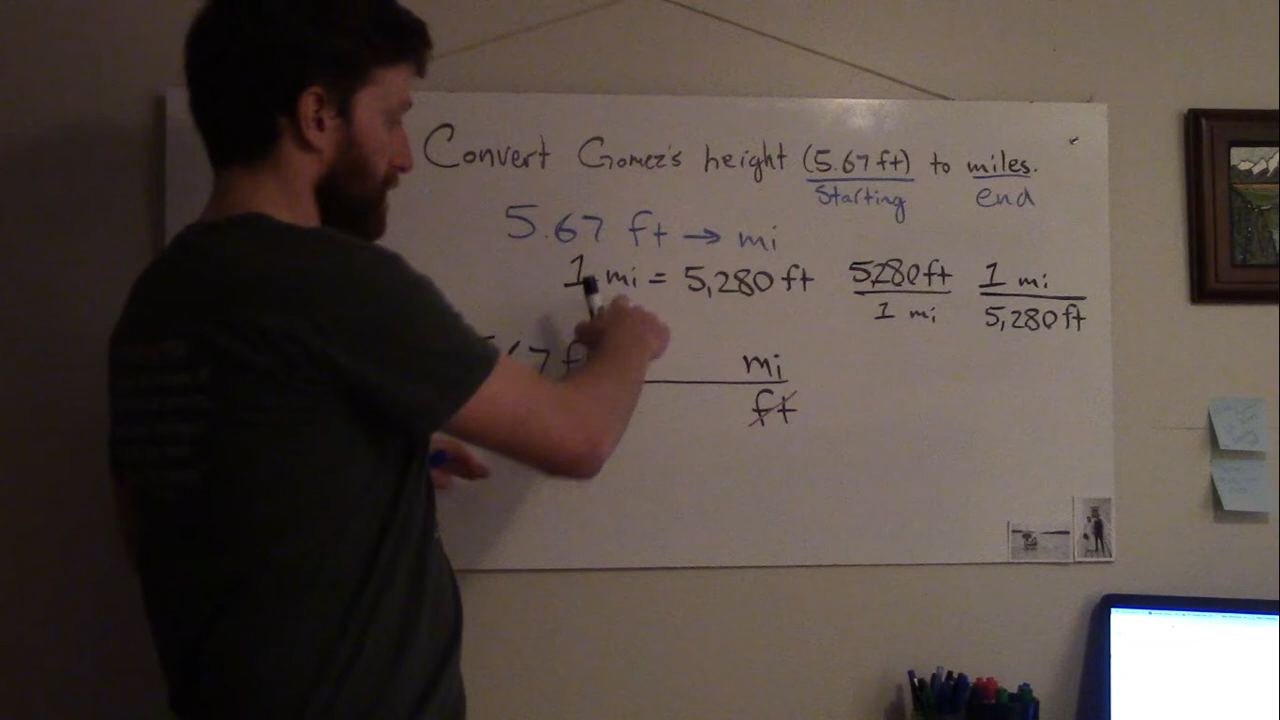 Convert Gomez's height (5.67 ft) to miles.
Starting end
5.67 ft → mi
1 mi = 5,280 ft 5280 ft / 1 mi 1 mi / 5,280 ft
mi
ft